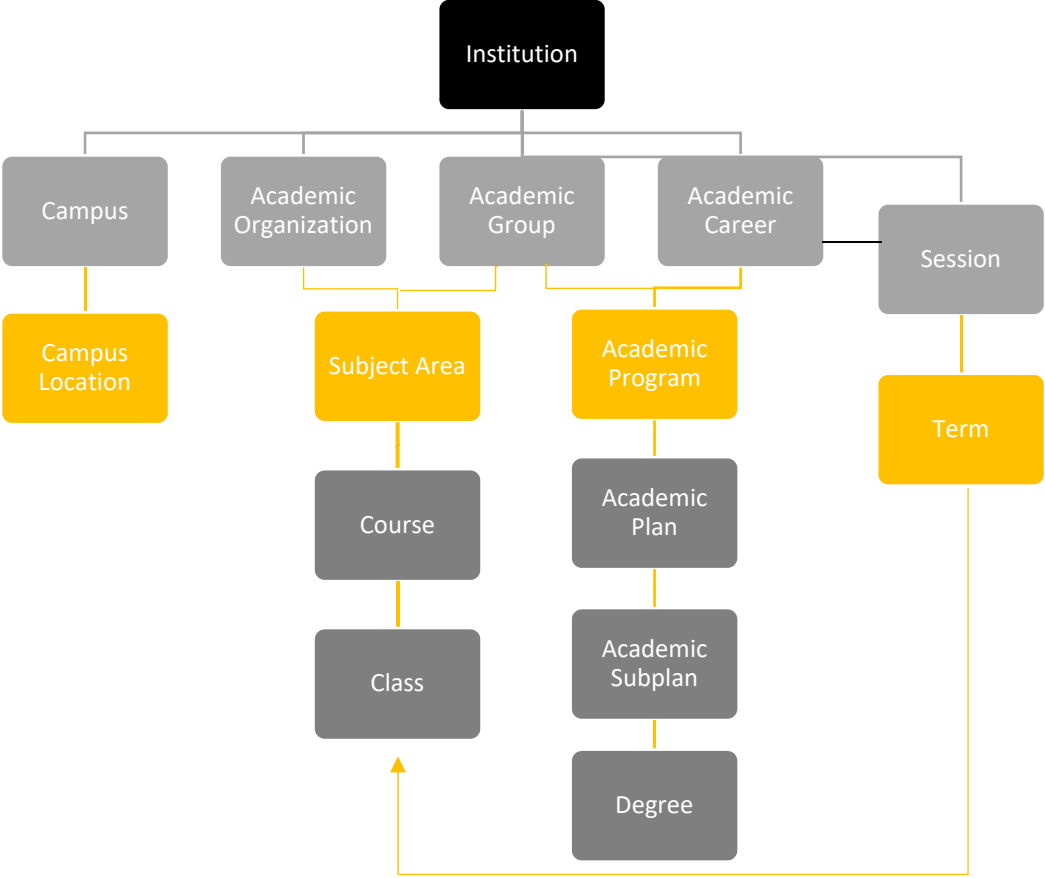 Institution
Campus
Academic
Organization
Academic
Group
Academic
Career
Session
Campus
Location
Subject Area
Academic
Program
Term
Course
Academic
Plan
Class
Academic
Subplan
Degree